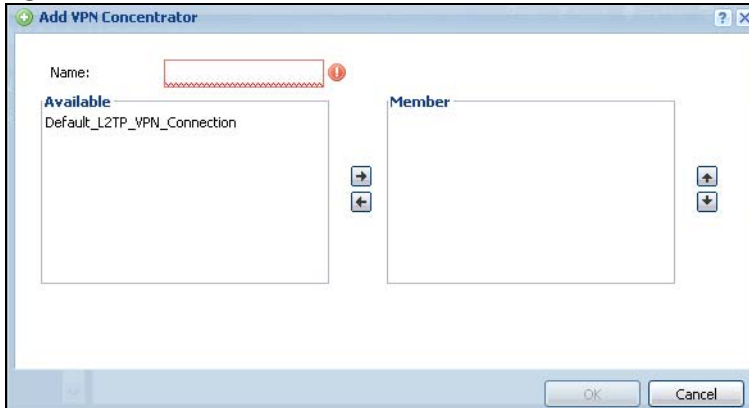 Add VPN Concentrator
?
X
Name:
!
Available
Member
Default_L2TP_VPN_Connection
OK
Cancel